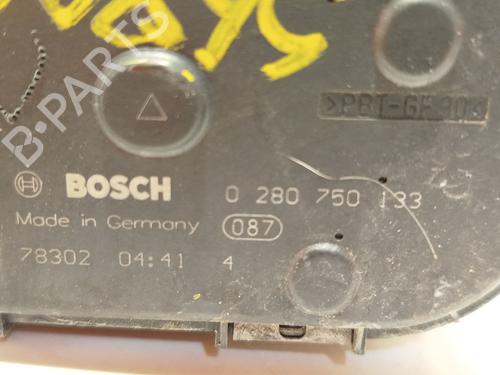 B-PARTS
>PBT-GF30<
BOSCH 0 280 750 133
Made in Germany 087
78302 04:41 4